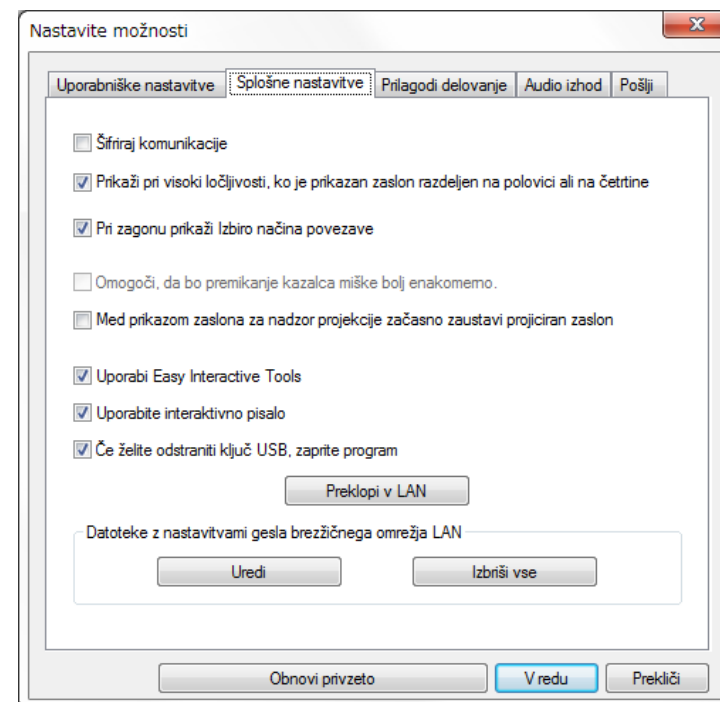 Nastavite možnosti
Uporabniške nastavitve Splošne nastavitve Prilagodi delovanje Audio izhod Pošlji
Šifriraj komunikacije
Prikaži pri visoki ločljivosti, ko je prikazan zaslon razdeljen na polovici ali na četrtine
Pri zagonu prikaži Izbiro načina povezave
Omogoči, da bo premikanje kazalca miške bolj enakomerno.
Med prikazom zaslona za nadzor projekcije začasno zaustavi projiciran zaslon
Uporabi Easy Interactive Tools
Uporabite interaktivno pisalo
Če želite odstraniti ključ USB, zaprite program
Preklopi v LAN
Datoteke z nastavitvami gesla brezžičnega omrežja LAN
Uredi Izbriši vse
Obnovi privzeto V redu Prekliči